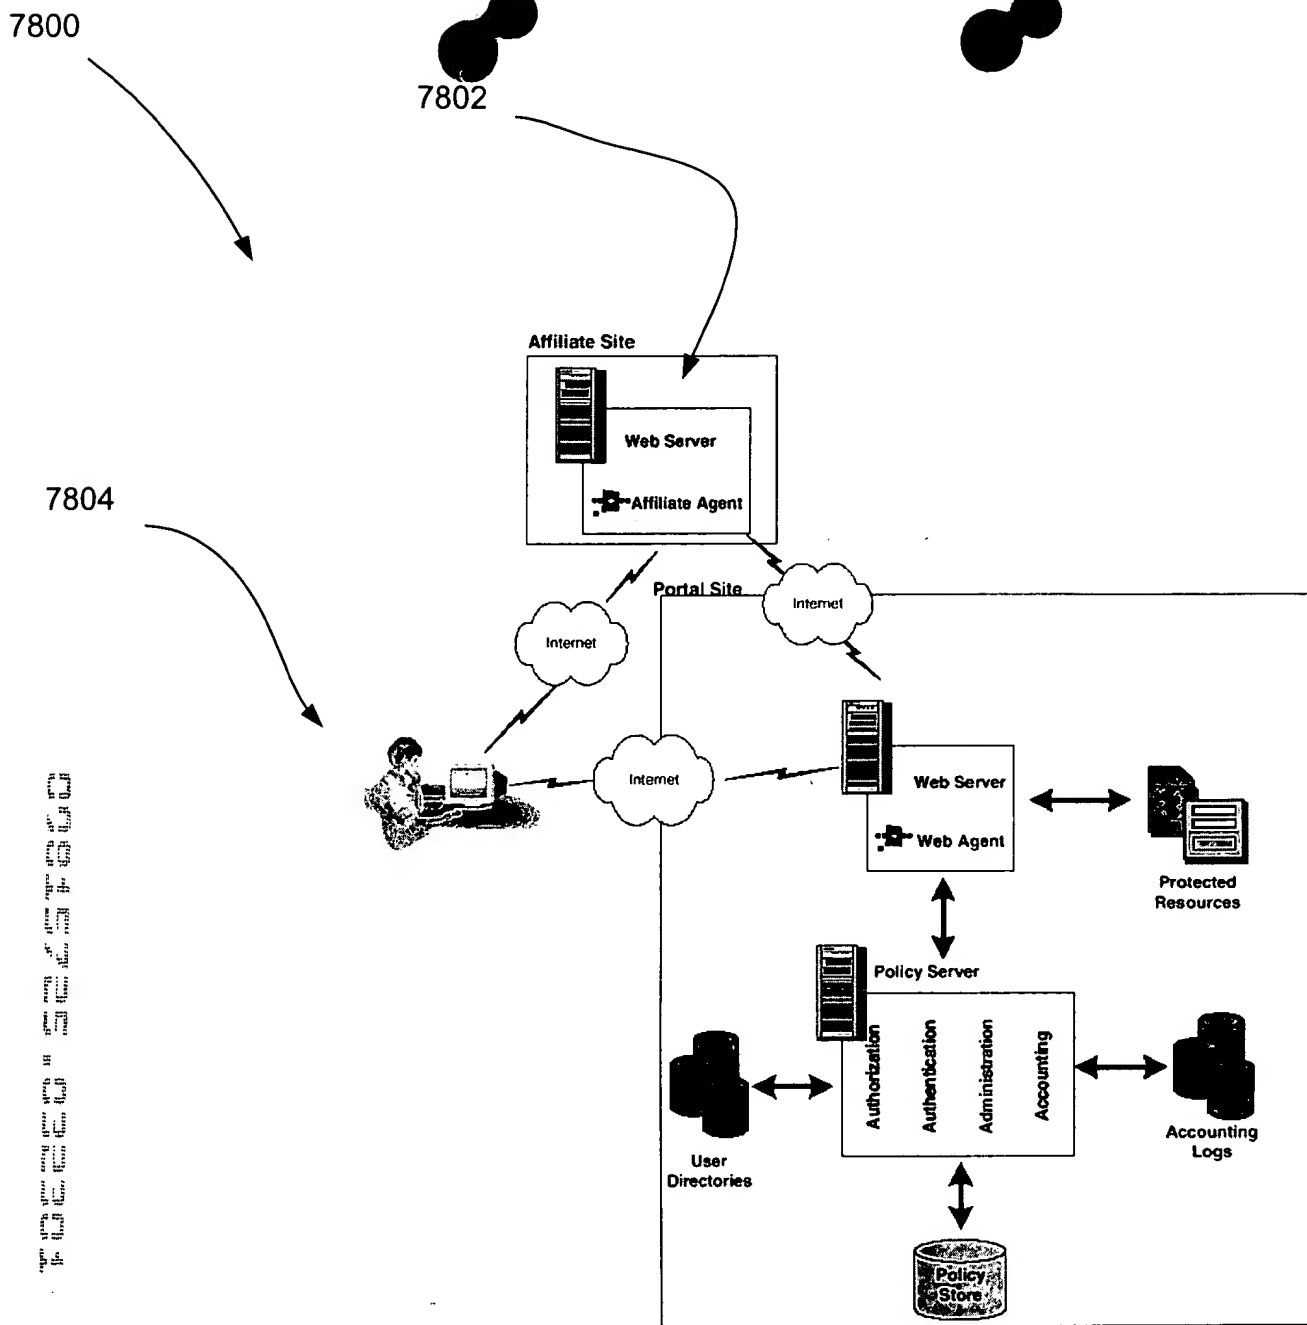 7800
7802
Affiliate Site
Web Server
Affiliate Agent
7804
Portal Site
Internet
Internet
Internet
Web Server
Web Agent
Protected
Resources
Policy Server
Authorization
Authentication
Administration
Accounting
User
Directories
Accounting
Logs
Policy
Store